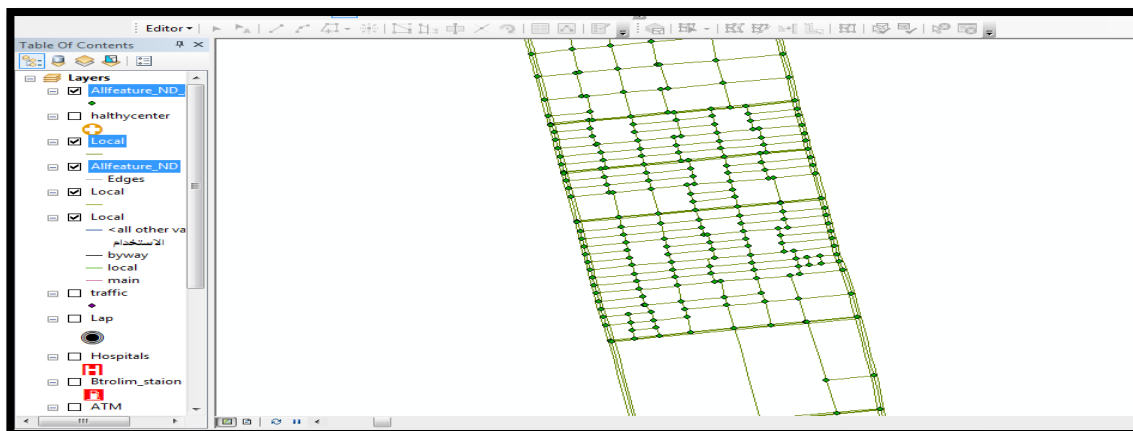 Editor
Table Of Contents
Layers
Allfeature_ND_
halthycenter
Local
Allfeature_ND
Edges
Local
Local
<all other va
الاستخدام
byway
local
main
traffic
Lap
Hospitals
H
Btrolim_staion
ATM